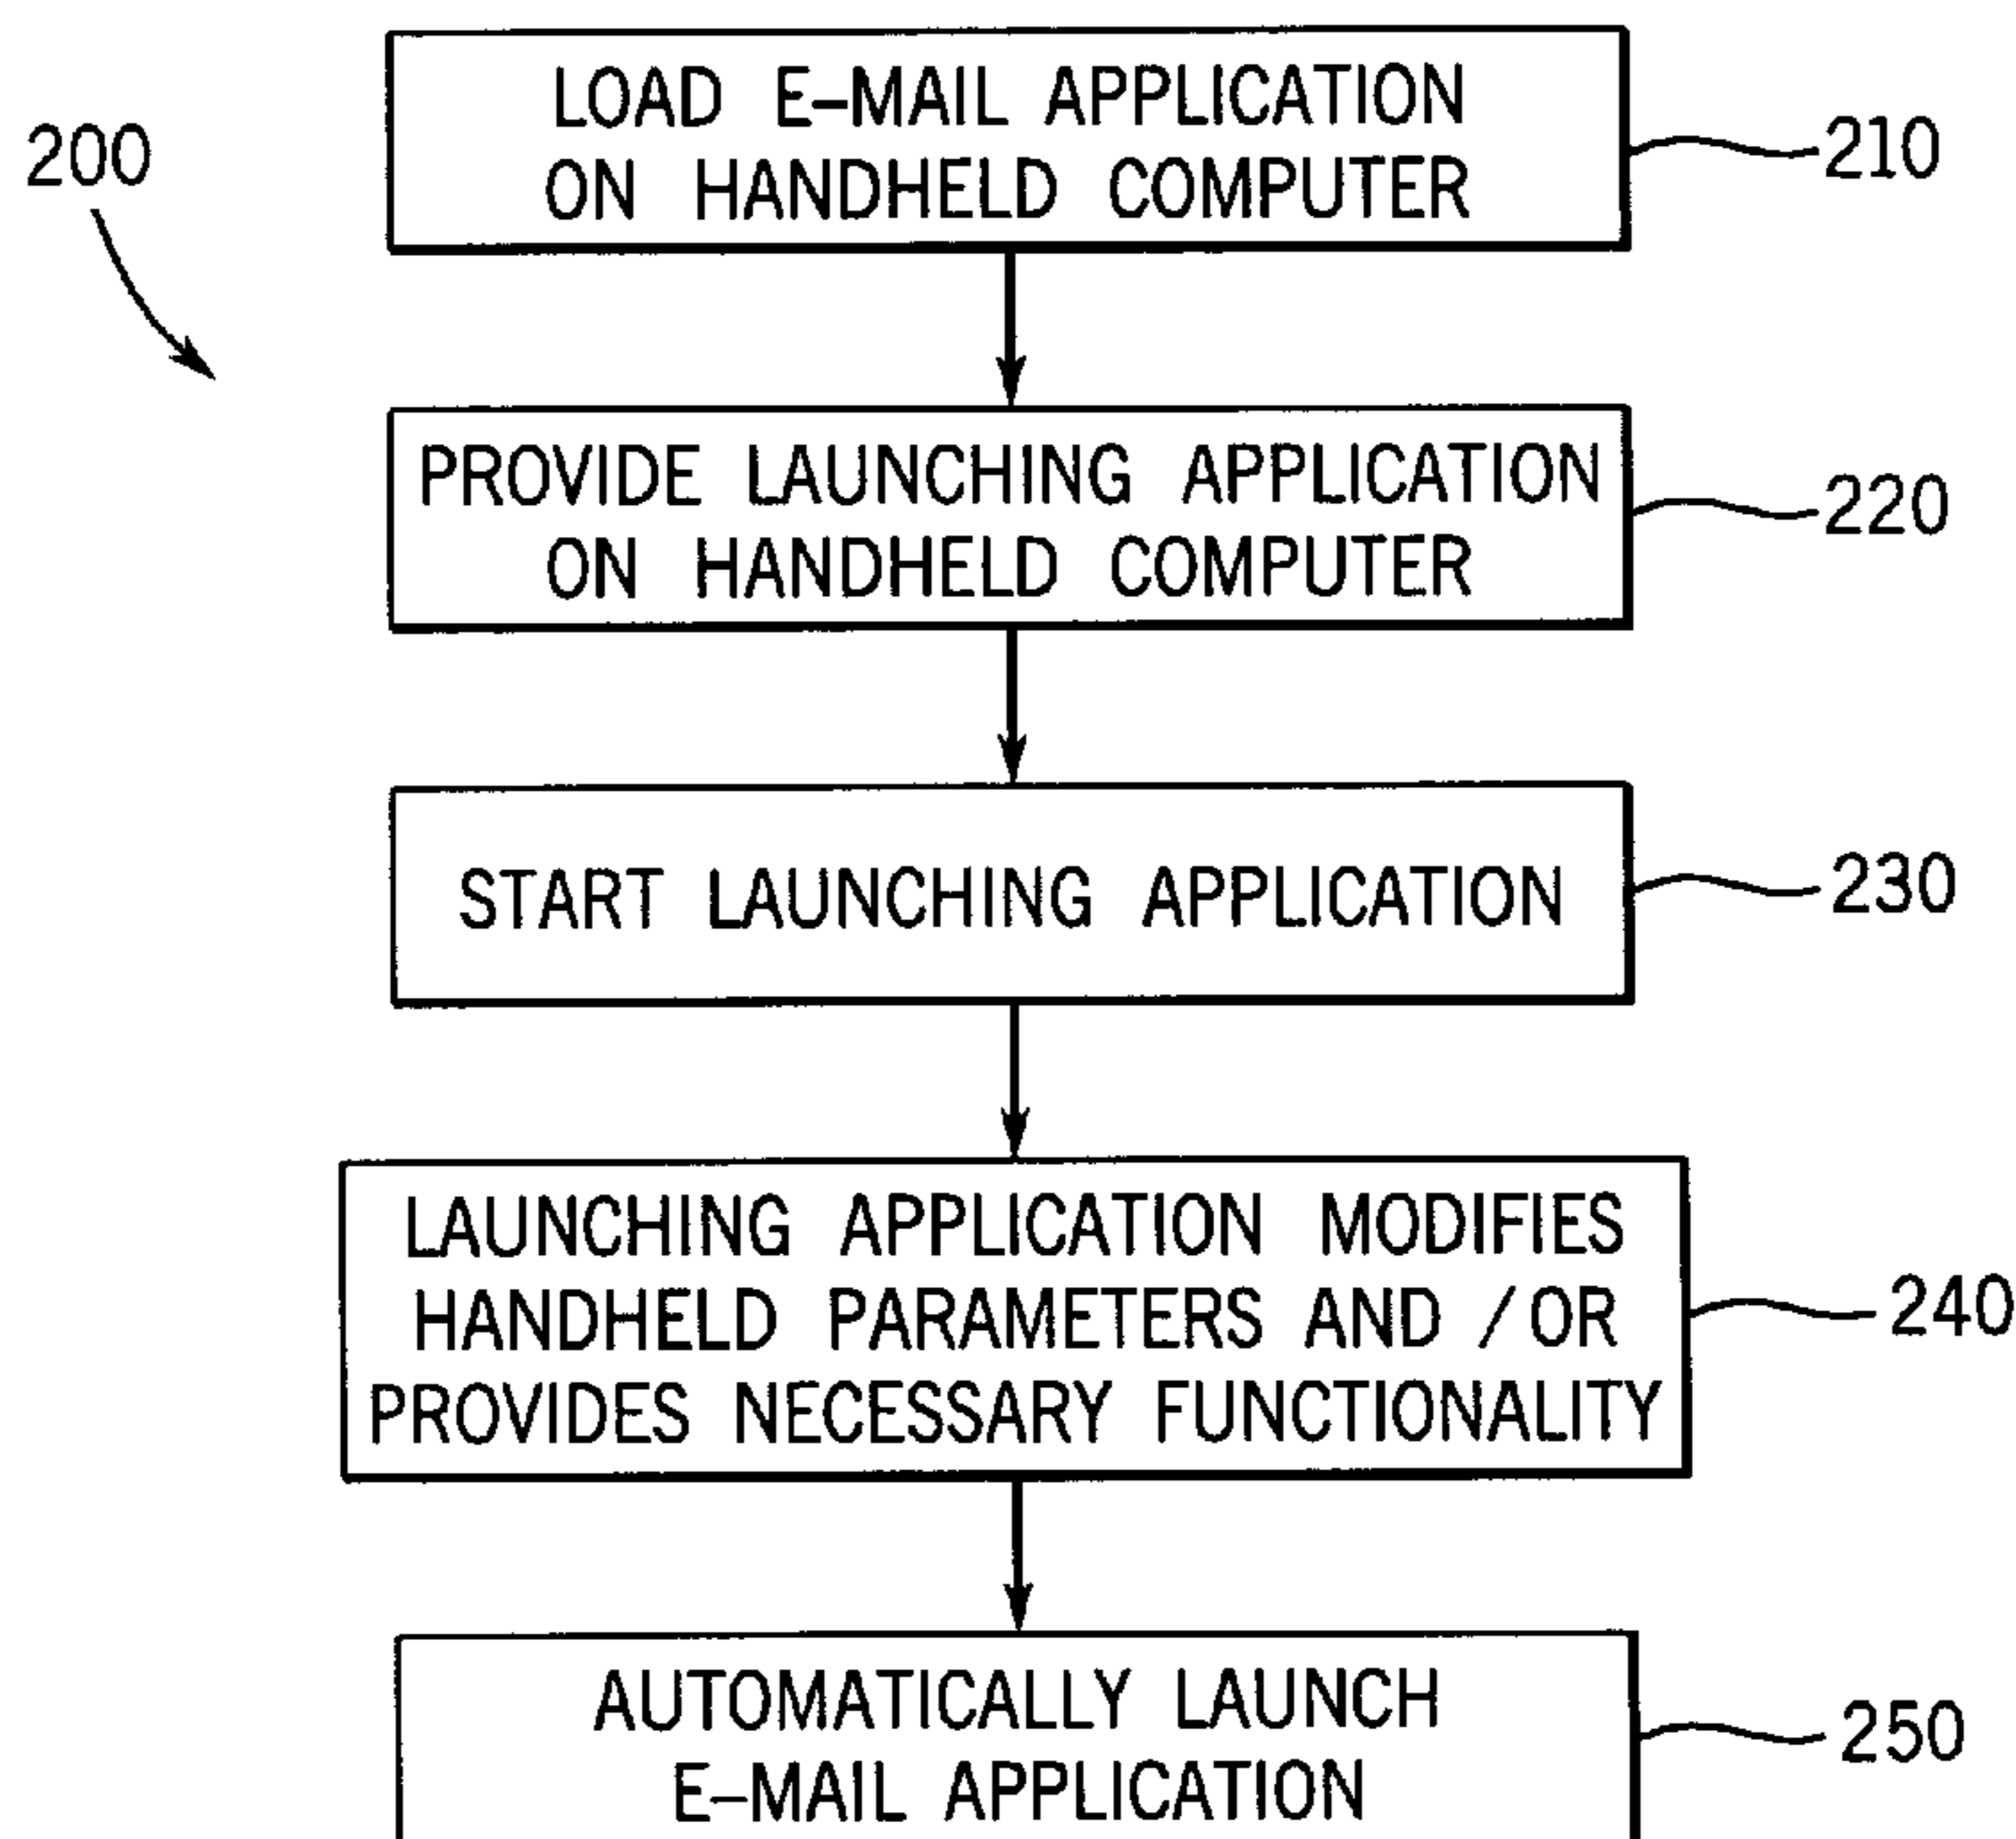 200
LOAD E-MAIL APPLICATION
ON HANDHELD COMPUTER
210
PROVIDE LAUNCHING APPLICATION
ON HANDHELD COMPUTER
220
START LAUNCHING APPLICATION
230
LAUNCHING APPLICATION MODIFIES
HANDHELD PARAMETERS AND /OR
PROVIDES NECESSARY FUNCTIONALITY
240
AUTOMATICALLY LAUNCH
E-MAIL APPLICATION
250